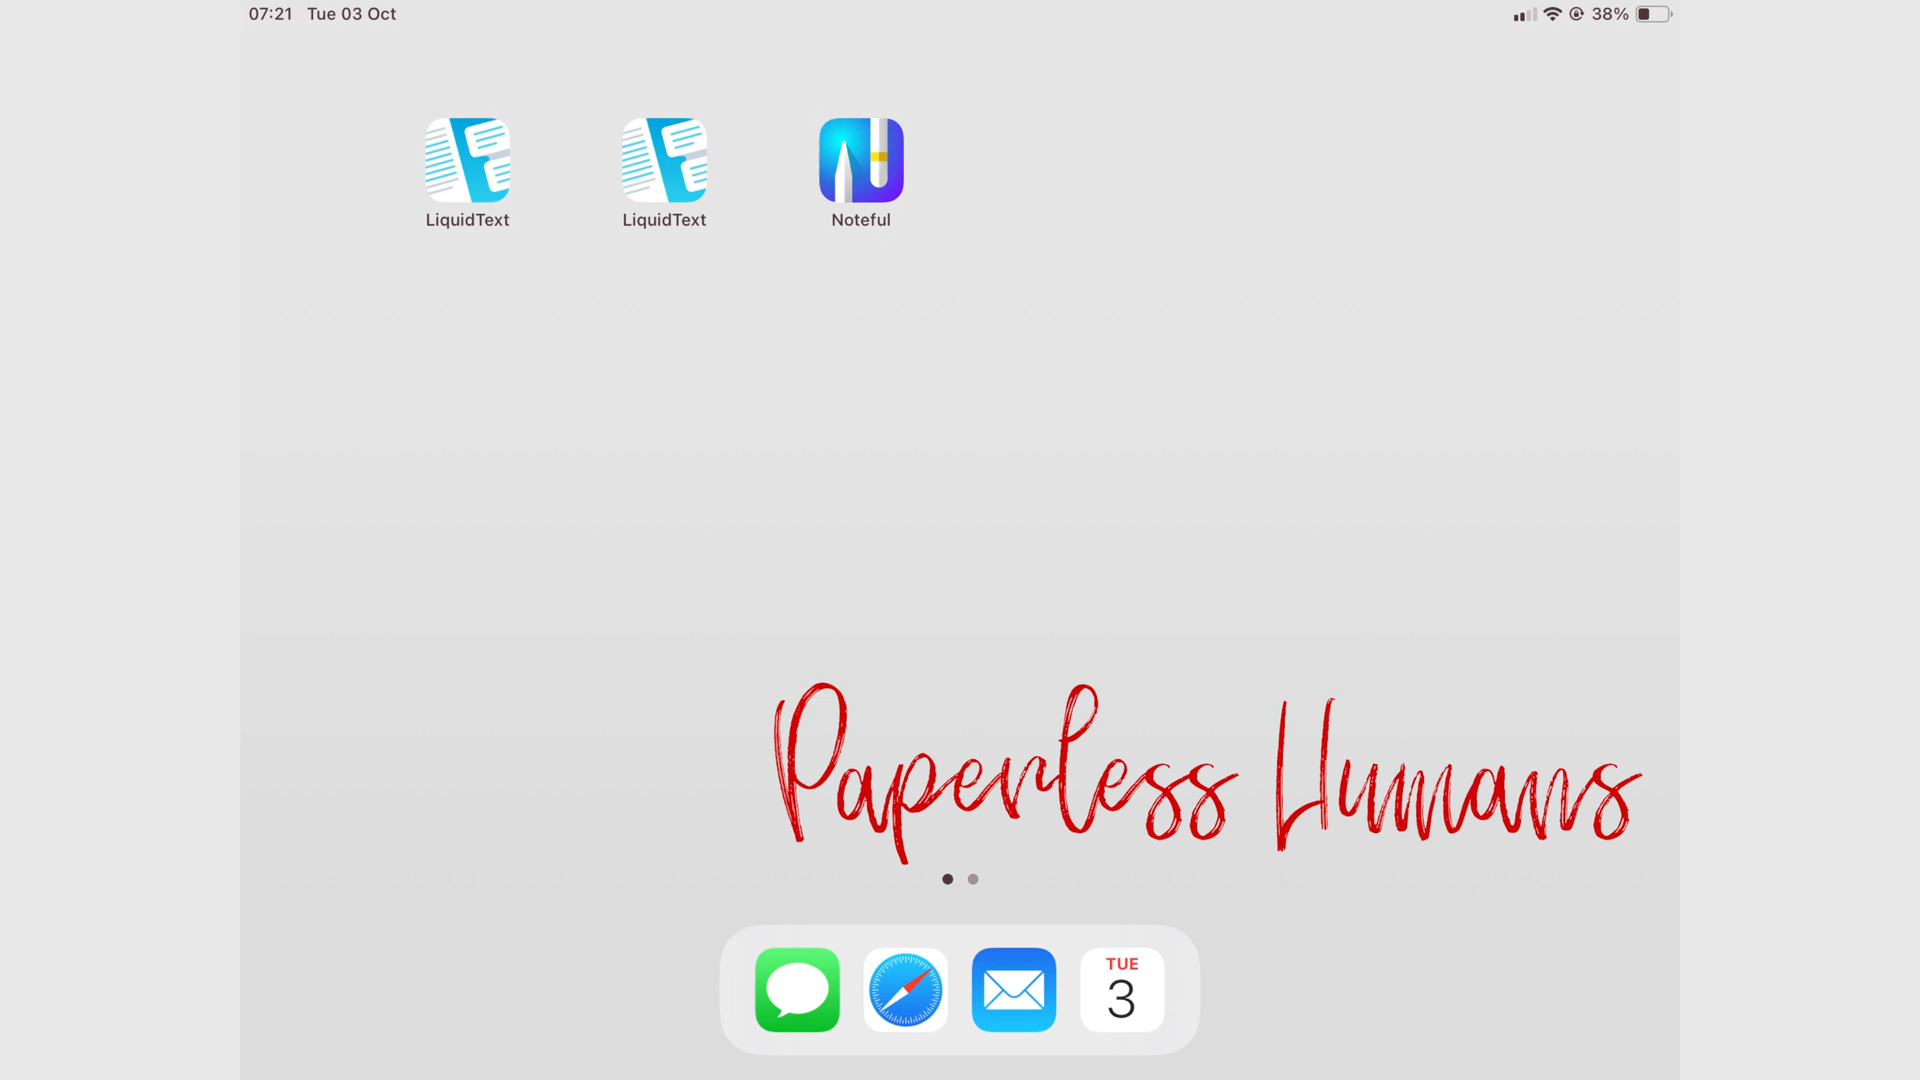 07:21 Tue 03 Oct 38%
LiquidText LiquidText Noteful
Paperless Humans
TUE
3